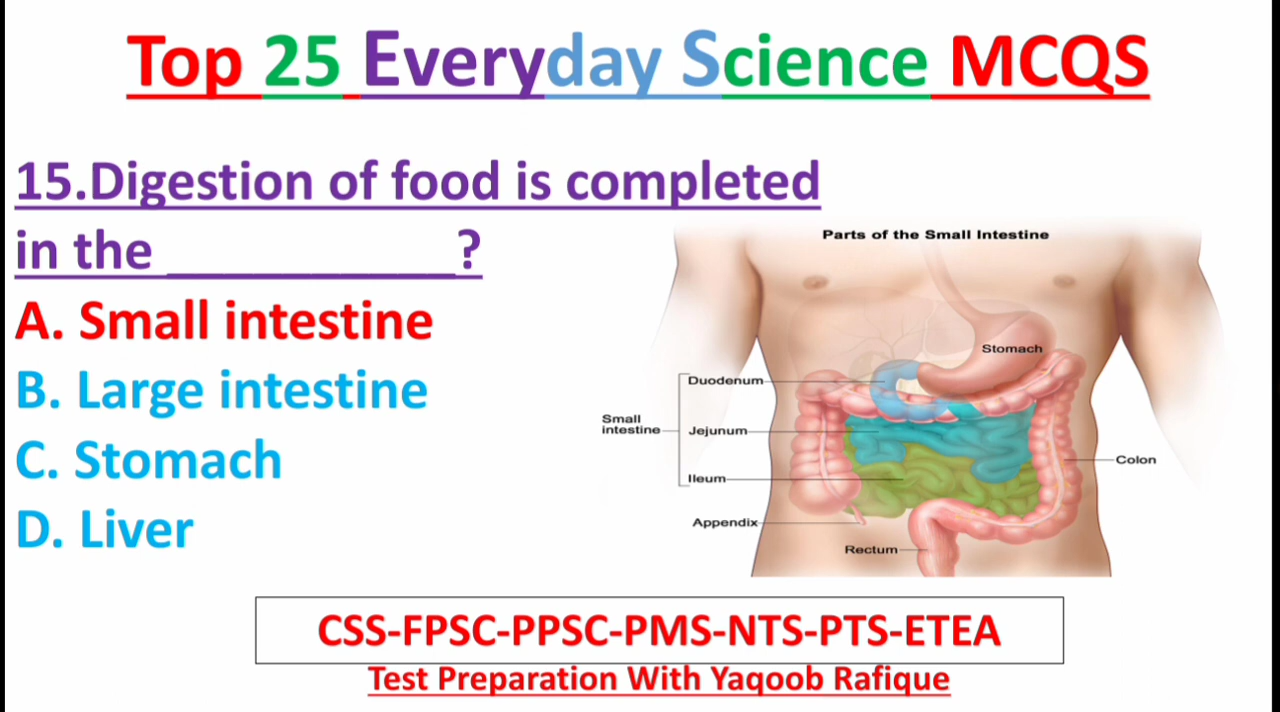 Top 25 Everyday Science MCQS
15.Digestion of food is completed
in the ___________?
A. Small intestine
B. Large intestine
C. Stomach
D. Liver
Parts of the Small Intestine
Stomach
Duodenum
Small
intestine
Jejunum
Ileum
Colon
Appendix
Rectum
CSS-FPSC-PPSC-PMS-NTS-PTS-ETEA
Test Preparation With Yaqoob Rafique